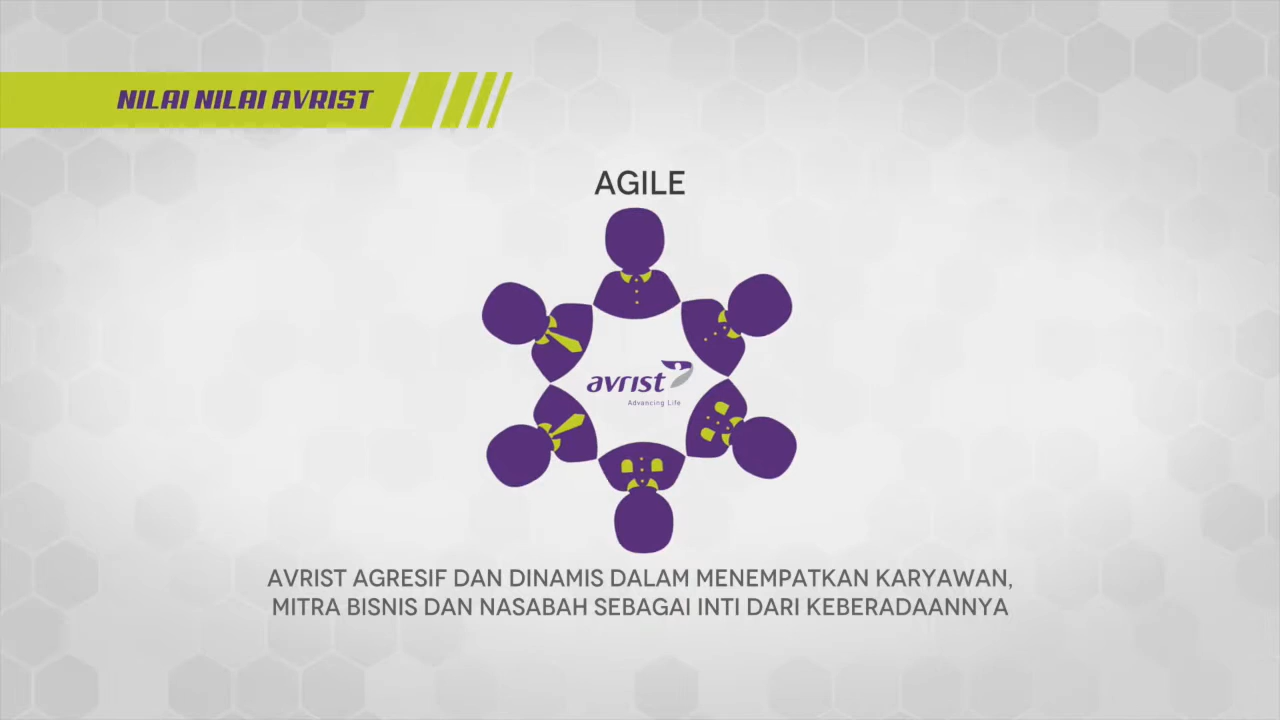 NILAI NILAI AVRIST
AGILE
avrist
Advancing Life
AVRIST AGRESIF DAN DINAMIS DALAM MENEMPATKAN KARYAWAN,
MITRA BISNIS DAN NASABAH SEBAGAI INTI DARI KEBERADAANNYA